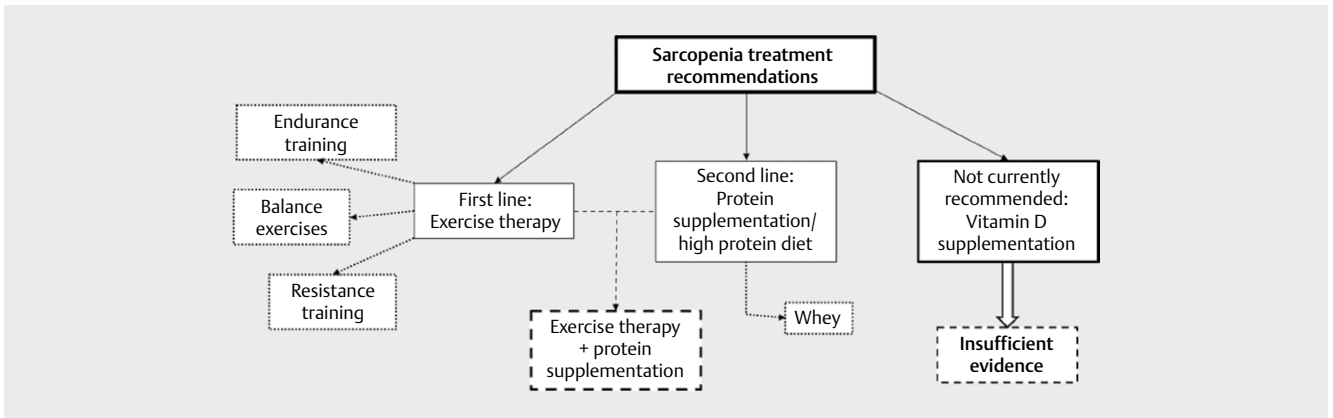 Sarcopenia treatment
recommendations
Endurance
training
Balance
exercises
Resistance
training
First line:
Exercise therapy
Second line:
Protein
supplementation/
high protein diet
Not currently
recommended:
Vitamin D
supplementation
Exercise therapy
+ protein
supplementation
Whey
Insufficient
evidence